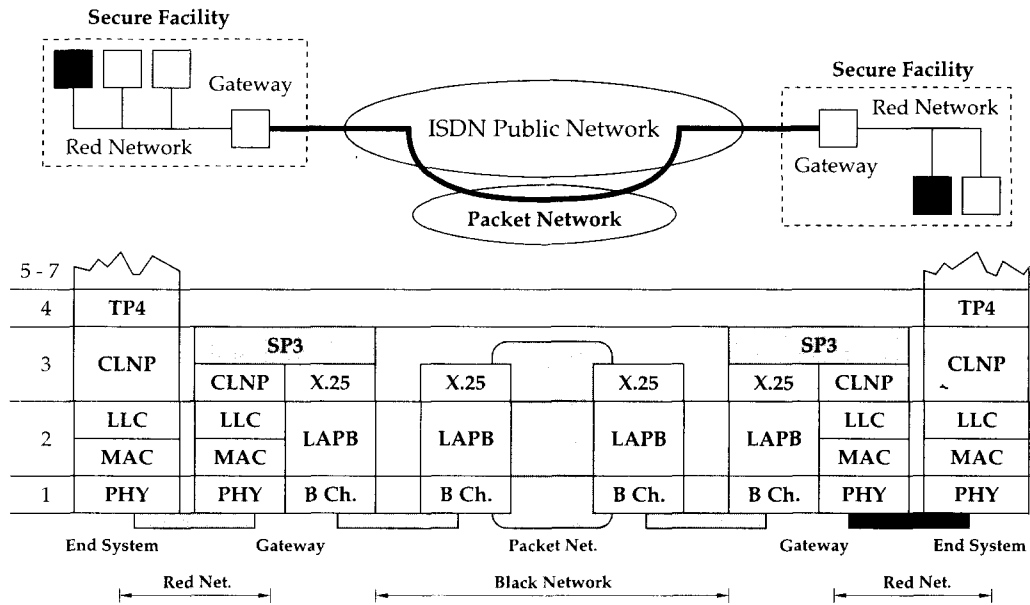 Secure Facility
Gateway
Red Network
ISDN Public Network
Packet Network
Secure Facility
Red Network
Gateway
5 - 7
4 TP4 TP4
SP3 SP3
3 CLNP CLNP
CLNP X.25 X.25 X.25 X.25 CLNP
LLC LLC LLC LLC
2 LAPB LAPB LAPB LAPB
MAC MAC MAC MAC
1 PHY PHY B Ch. B Ch. B Ch. B Ch. PHY PHY
End System Gateway Packet Net. Gateway End System
Red Net. Black Network Red Net.